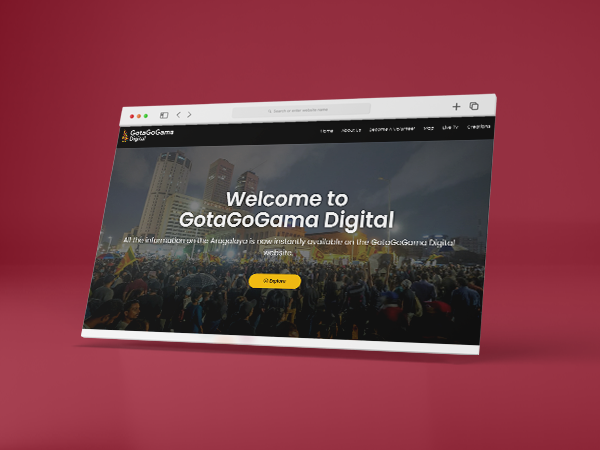 Search or enter website name
GotaGoGama
Digital
Home About Us Become A Volunteer Map Live TV Creations
Welcome to
GotaGoGama Digital
All the information on the Aragalaya is now instantly available on the GotaGoGama Digital
website.
Explore